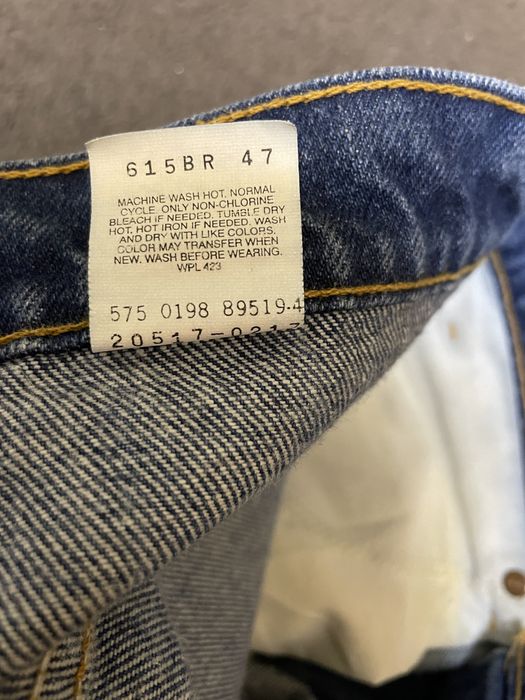 615BR 47
MACHINE WASH HOT, NORMAL
CYCLE. ONLY NON-CHLORINE
BLEACH IF NEEDED. TUMBLE DRY
HOT. HOT IRON IF NEEDED. WASH
AND DRY WITH LIKE COLORS.
COLOR MAY TRANSFER WHEN
NEW. WASH BEFORE WEARING.
WPL 423
575 0198 89519-4
20517-0217